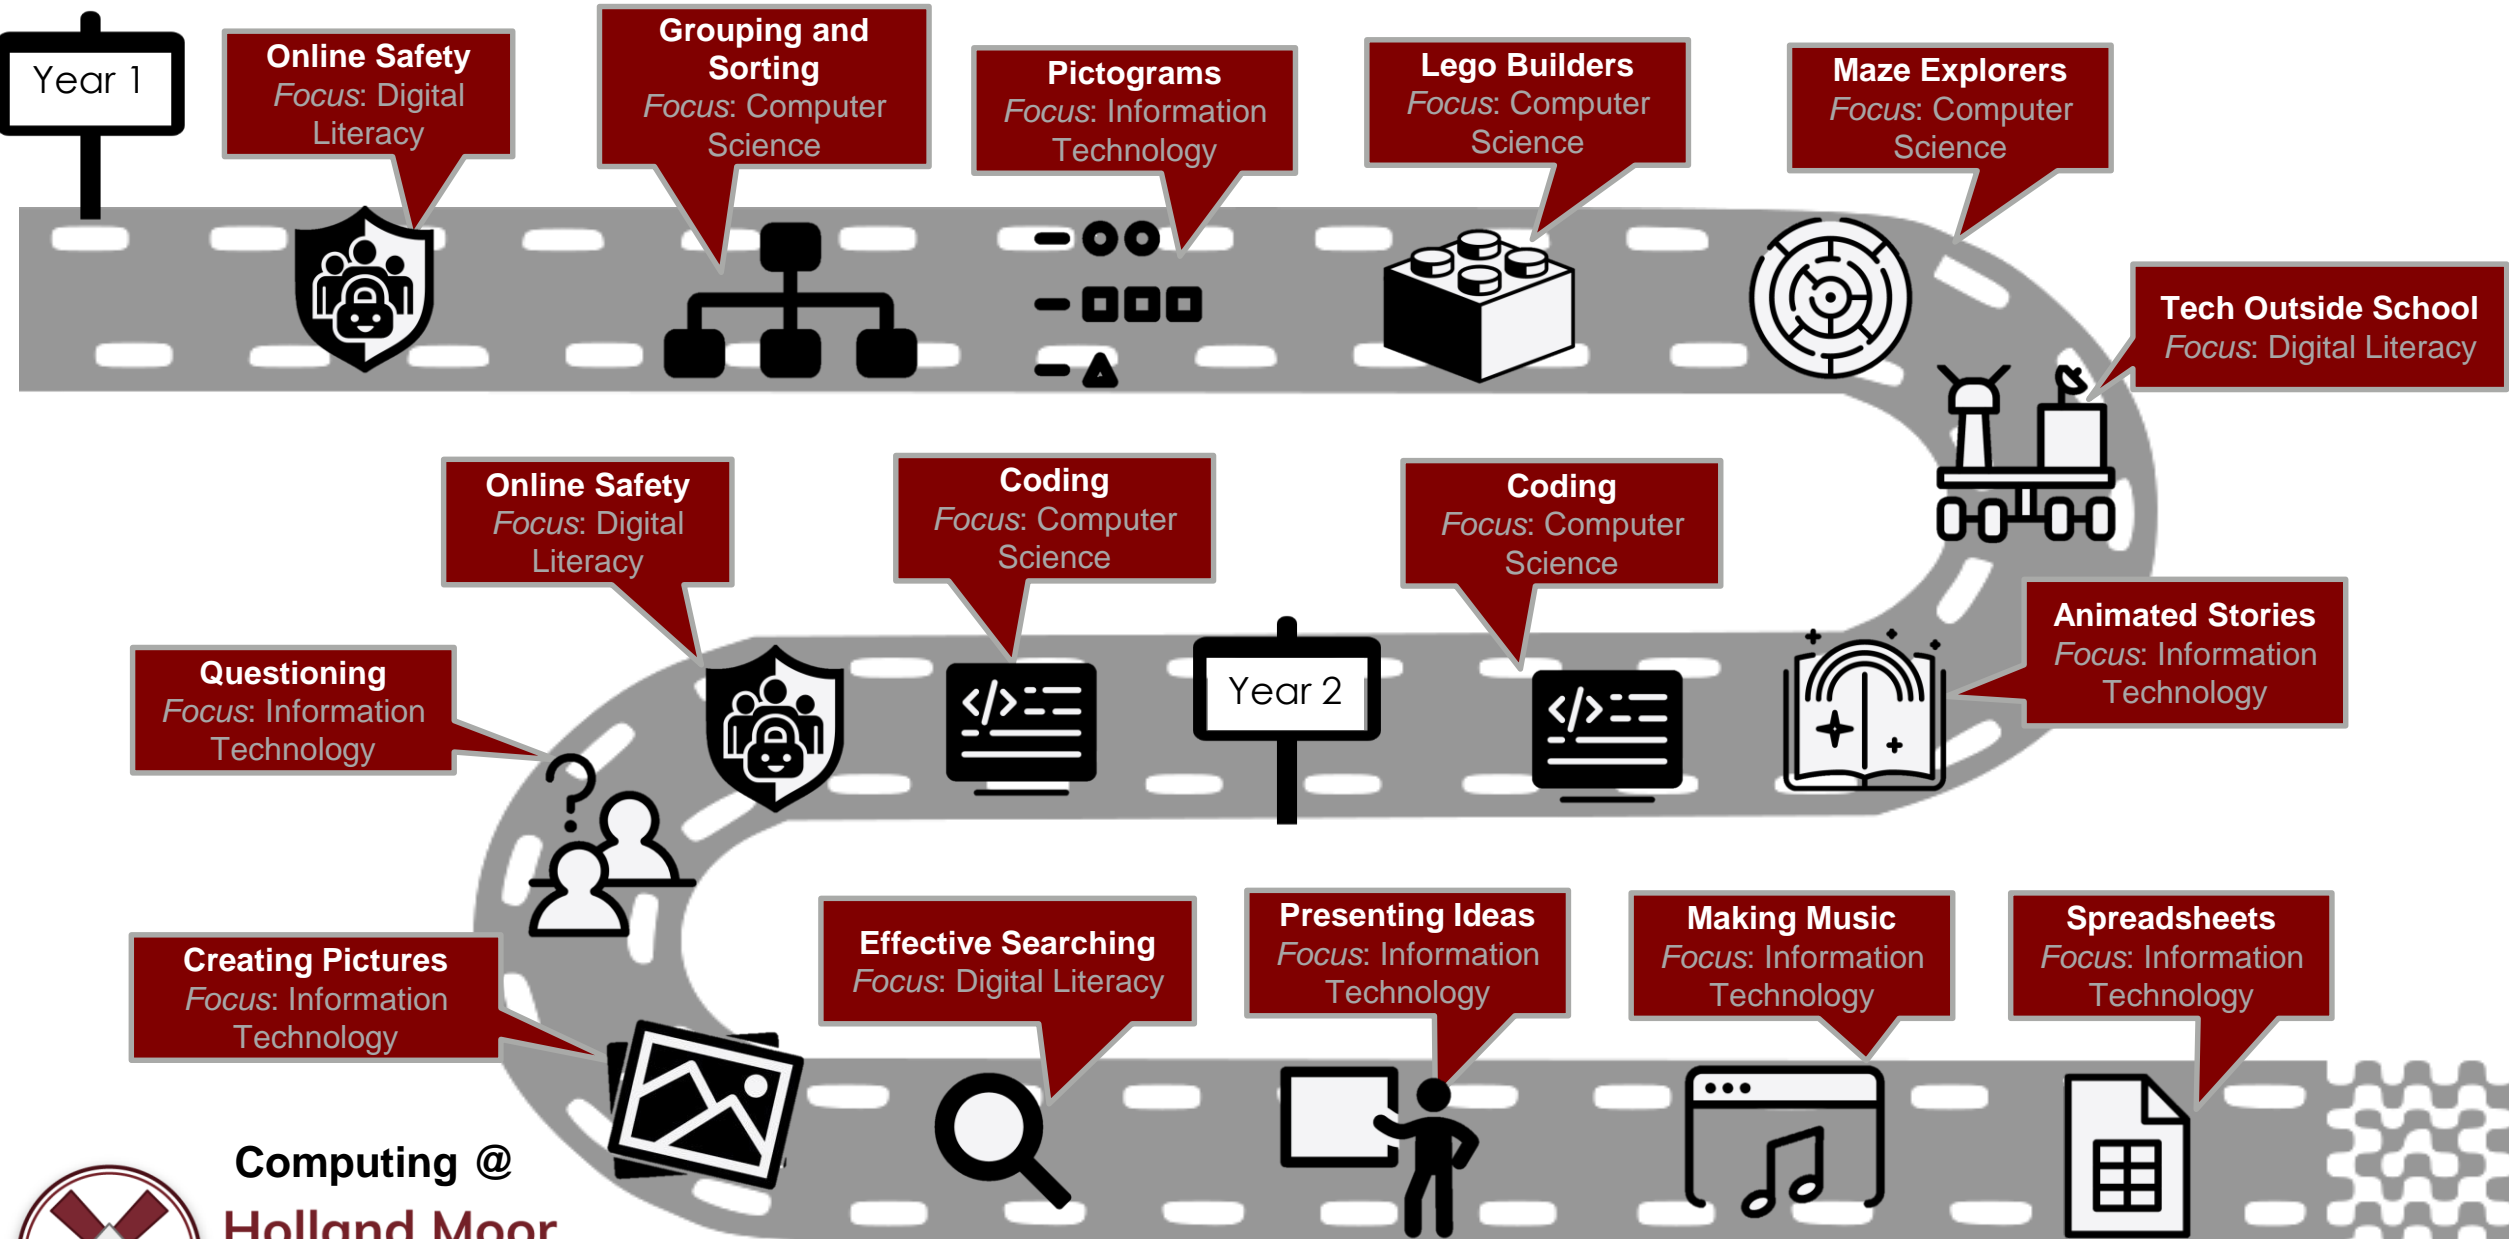 Year 1
Online Safety
Focus: Digital
Literacy
Grouping and
Sorting
Focus: Computer
Science
Pictograms
Focus: Information
Technology
Lego Builders
Focus: Computer
Science
Maze Explorers
Focus: Computer
Science
Tech Outside School
Focus: Digital Literacy
Animated Stories
Focus: Information
Technology
Coding
Focus: Computer
Science
Year 2
Coding
Focus: Computer
Science
Online Safety
Focus: Digital
Literacy
Questioning
Focus: Information
Technology
Creating Pictures
Focus: Information
Technology
Effective Searching
Focus: Digital Literacy
Presenting Ideas
Focus: Information
Technology
Making Music
Focus: Information
Technology
Spreadsheets
Focus: Information
Technology
Computing @
Holland Moor